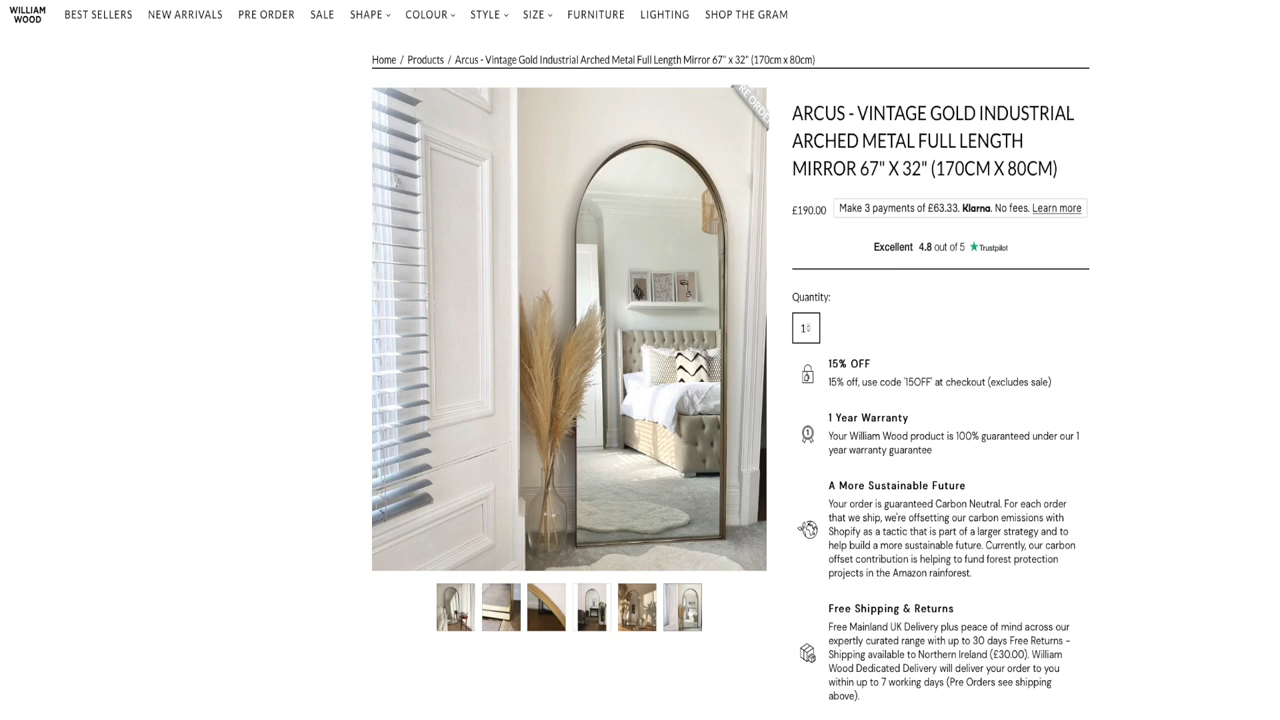 WILLIAM
WOOD
BEST SELLERS NEW ARRIVALS PRE ORDER SALE SHAPE COLOUR STYLE SIZE FURNITURE LIGHTING SHOP THE GRAM
Home / Products / Arcus - Vintage Gold Industrial Arched Metal Full Length Mirror 67" x 32" (170cm x 80cm)
ARCUS - VINTAGE GOLD INDUSTRIAL
ARCHED METAL FULL LENGTH
MIRROR 67" X 32" (170CM X 80CM)
£190.00 Make 3 payments of £63.33. Klarna. No fees. Learn more
Excellent 4.8 out of 5 Trustpilot
Quantity:
1
15% OFF
15% off, use code '15OFF' at checkout (excludes sale)
1 Year Warranty
Your William Wood product is 100% guaranteed under our 1
year warranty guarantee
A More Sustainable Future
Your order is guaranteed Carbon Neutral. For each order
that we ship, we're offsetting our carbon emissions with
Shopify as a tactic that is part of a larger strategy and to
help build a more sustainable future. Currently, our carbon
offset contribution is helping to fund forest protection
projects in the Amazon rainforest.
Free Shipping & Returns
Free Mainland UK Delivery plus peace of mind across our
expertly curated range with up to 30 days Free Returns –
Shipping available to Northern Ireland (£30.00). William
Wood Dedicated Delivery will deliver your order to you
within up to 7 working days (Pre Orders see shipping
above).